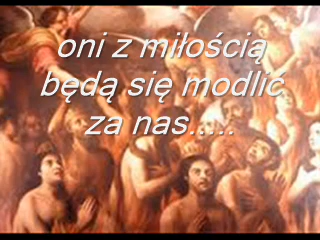 oni z miłością
będą się modlić
za nas.....